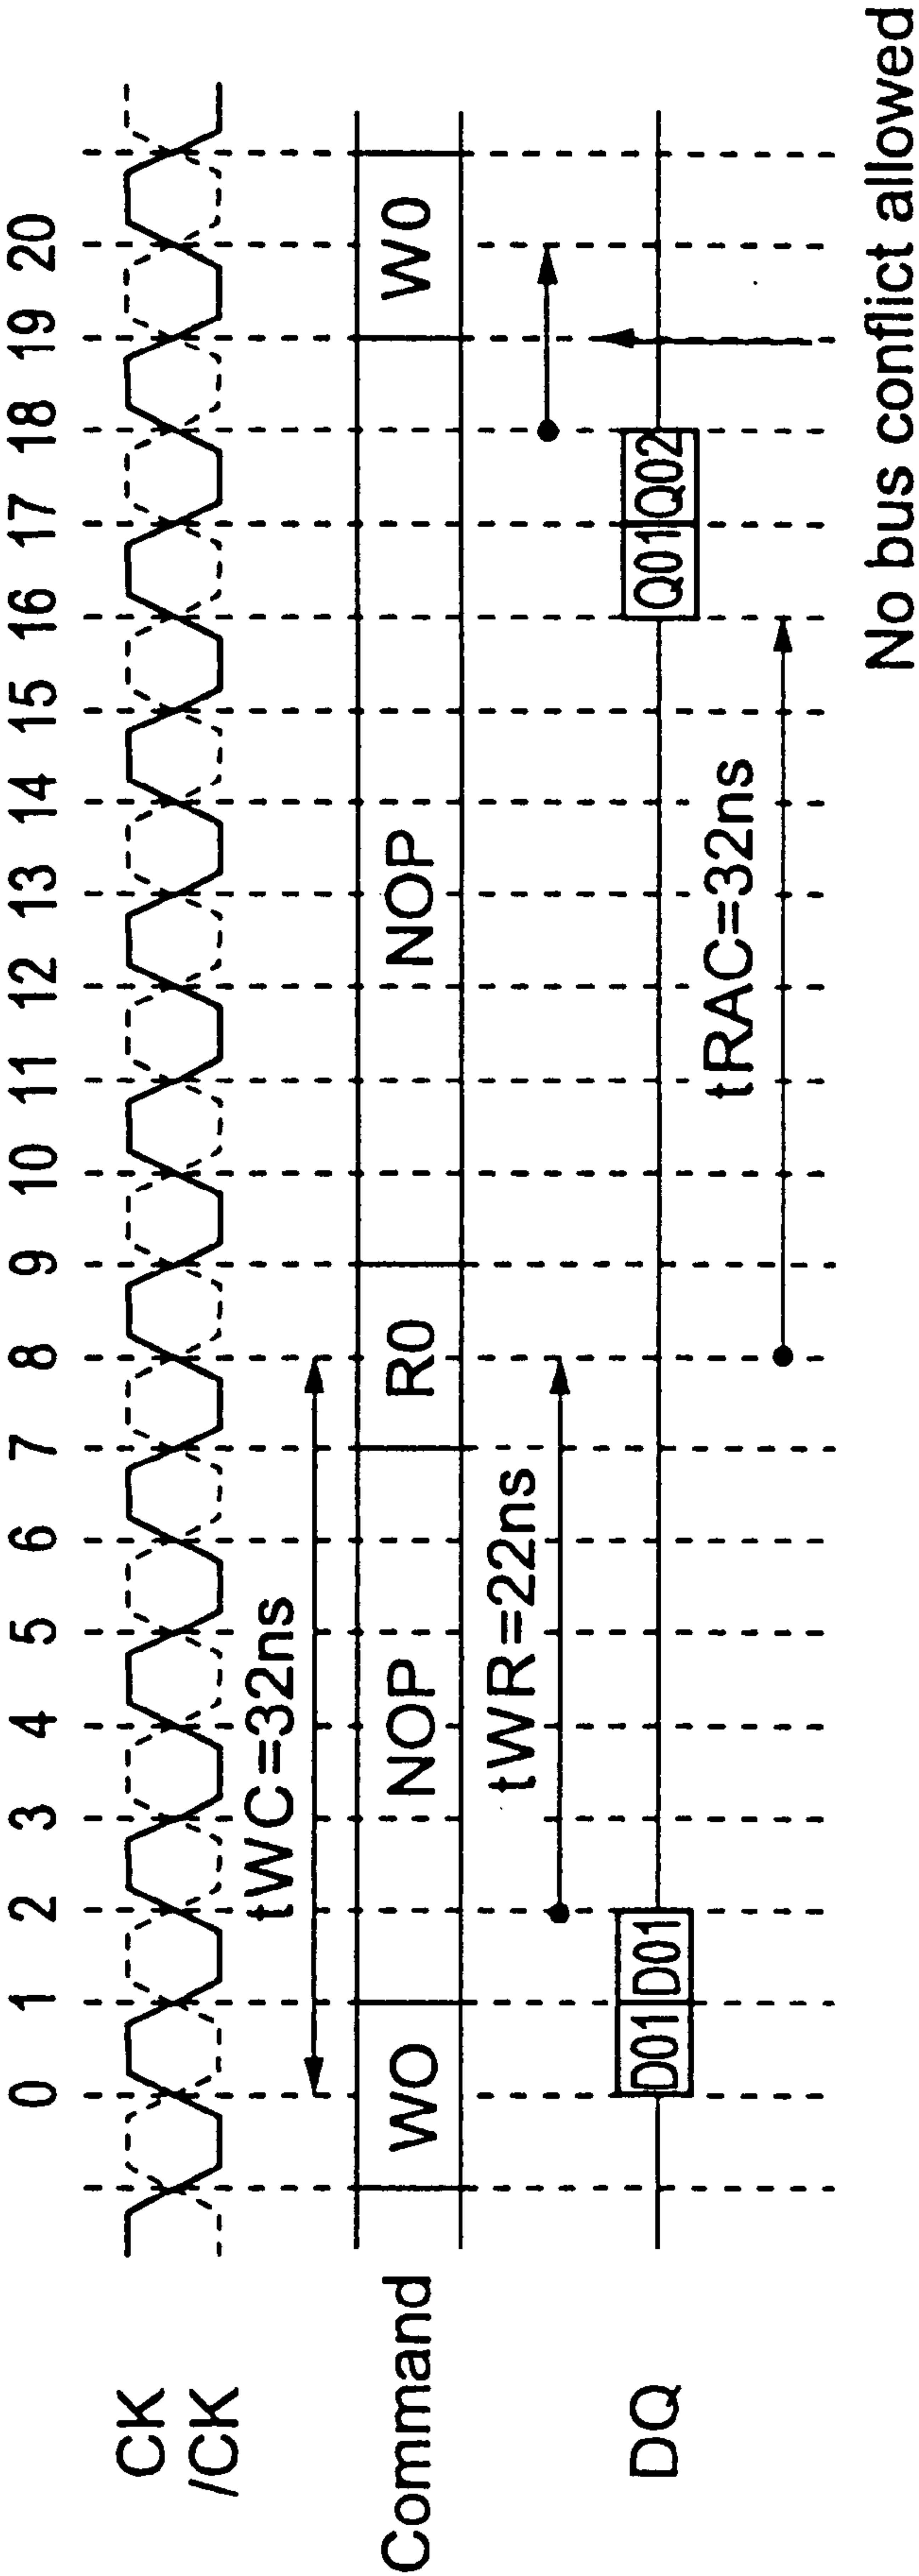 0 1 2 3 4 5 6 7 8 9 10 11 12 13 14 15 16 17 18 19 20
CK
/CK
tWC=32ns
Command WO NOP R0 NOP W0
tWR=22ns
DQ D01 D01 Q01 Q02
tRAC=32ns
No bus conflict allowed